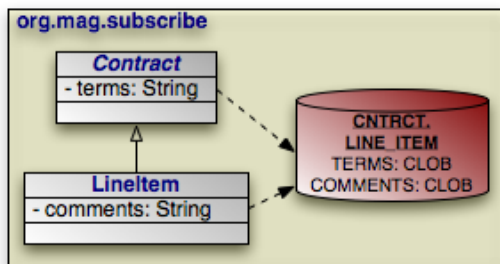 org.mag.subscribe
Contract
- terms: String
LineItem
- comments: String
CNTRCT.
LINE_ITEM
TERMS: CLOB
COMMENTS: CLOB